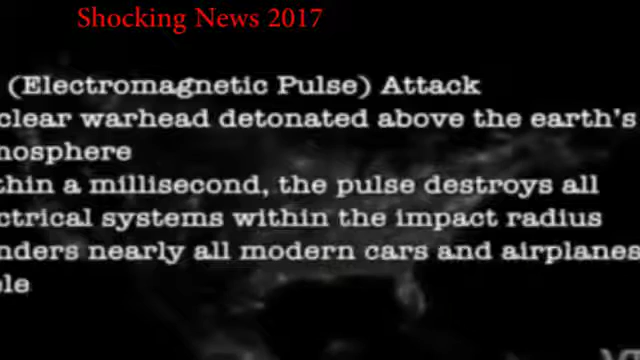 Shocking News 2017
(Electromagnetic Pulse) Attack
clear warhead detonated above the earth's
nosphere
thin a millisecond, the pulse destroys all
ctrical systems within the impact radius
nders nearly all modern cars and airplanes
le